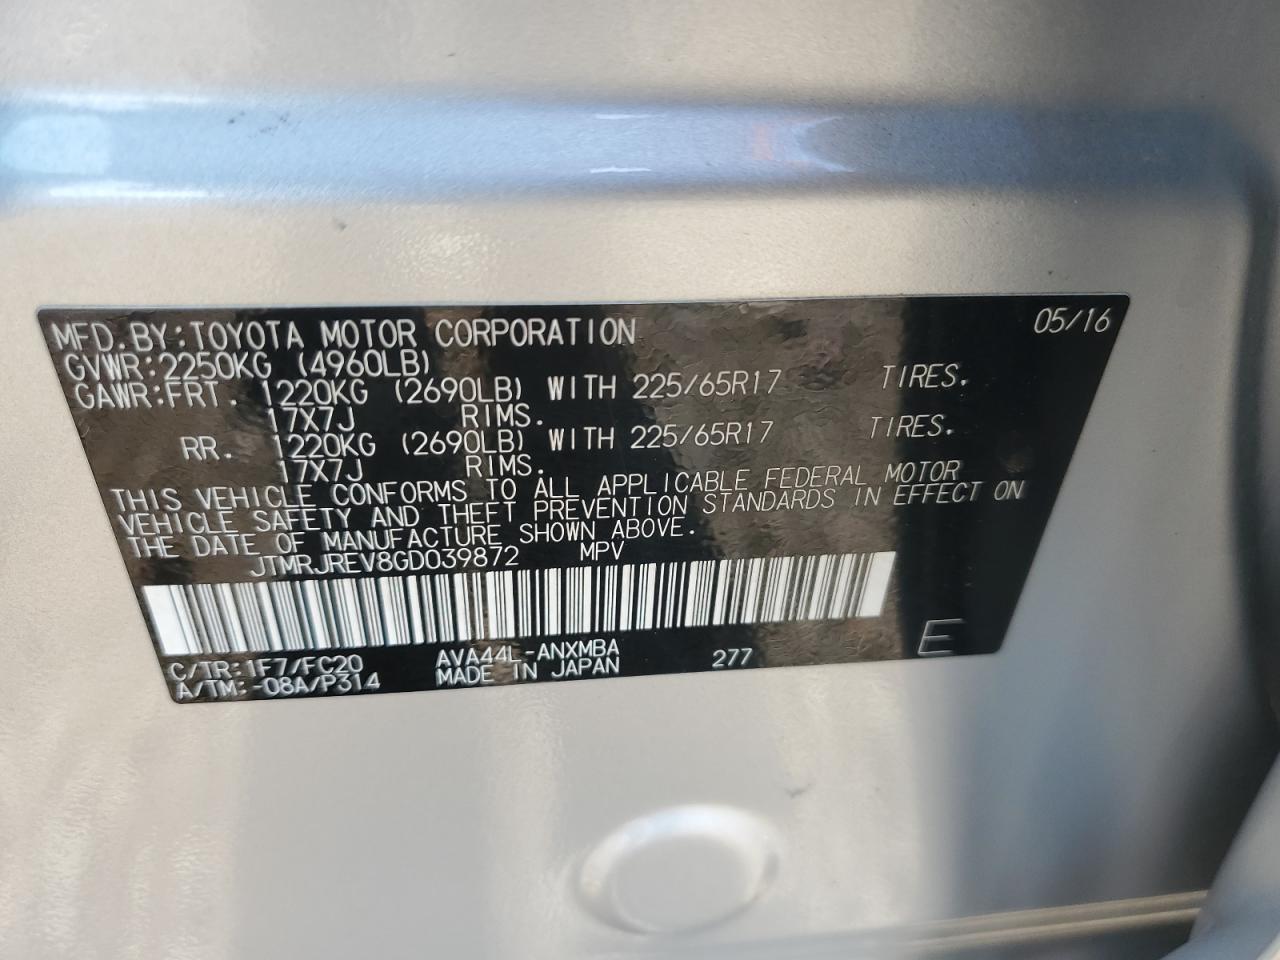 MFD.BY:TOYOTA MOTOR CORPORATION 05/16
GVWR:2250KG (4960LB)
GAWR:FRT. 1220KG (2690LB) WITH 225/65R17 TIRES.
17X7J RIMS.
RR. 1220KG (2690LB) WITH 225/65R17 TIRES.
17X7J RIMS.
THIS VEHICLE CONFORMS TO ALL APPLICABLE FEDERAL MOTOR
VEHICLE SAFETY AND THEFT PREVENTION STANDARDS IN EFFECT ON
THE DATE OF MANUFACTURE SHOWN ABOVE.
JTMRJREV8GD039872 MPV
C/TR:1F7/FC20 AVA44L-ANXMBA 277 E
A/TM:-08A/P314 MADE IN JAPAN